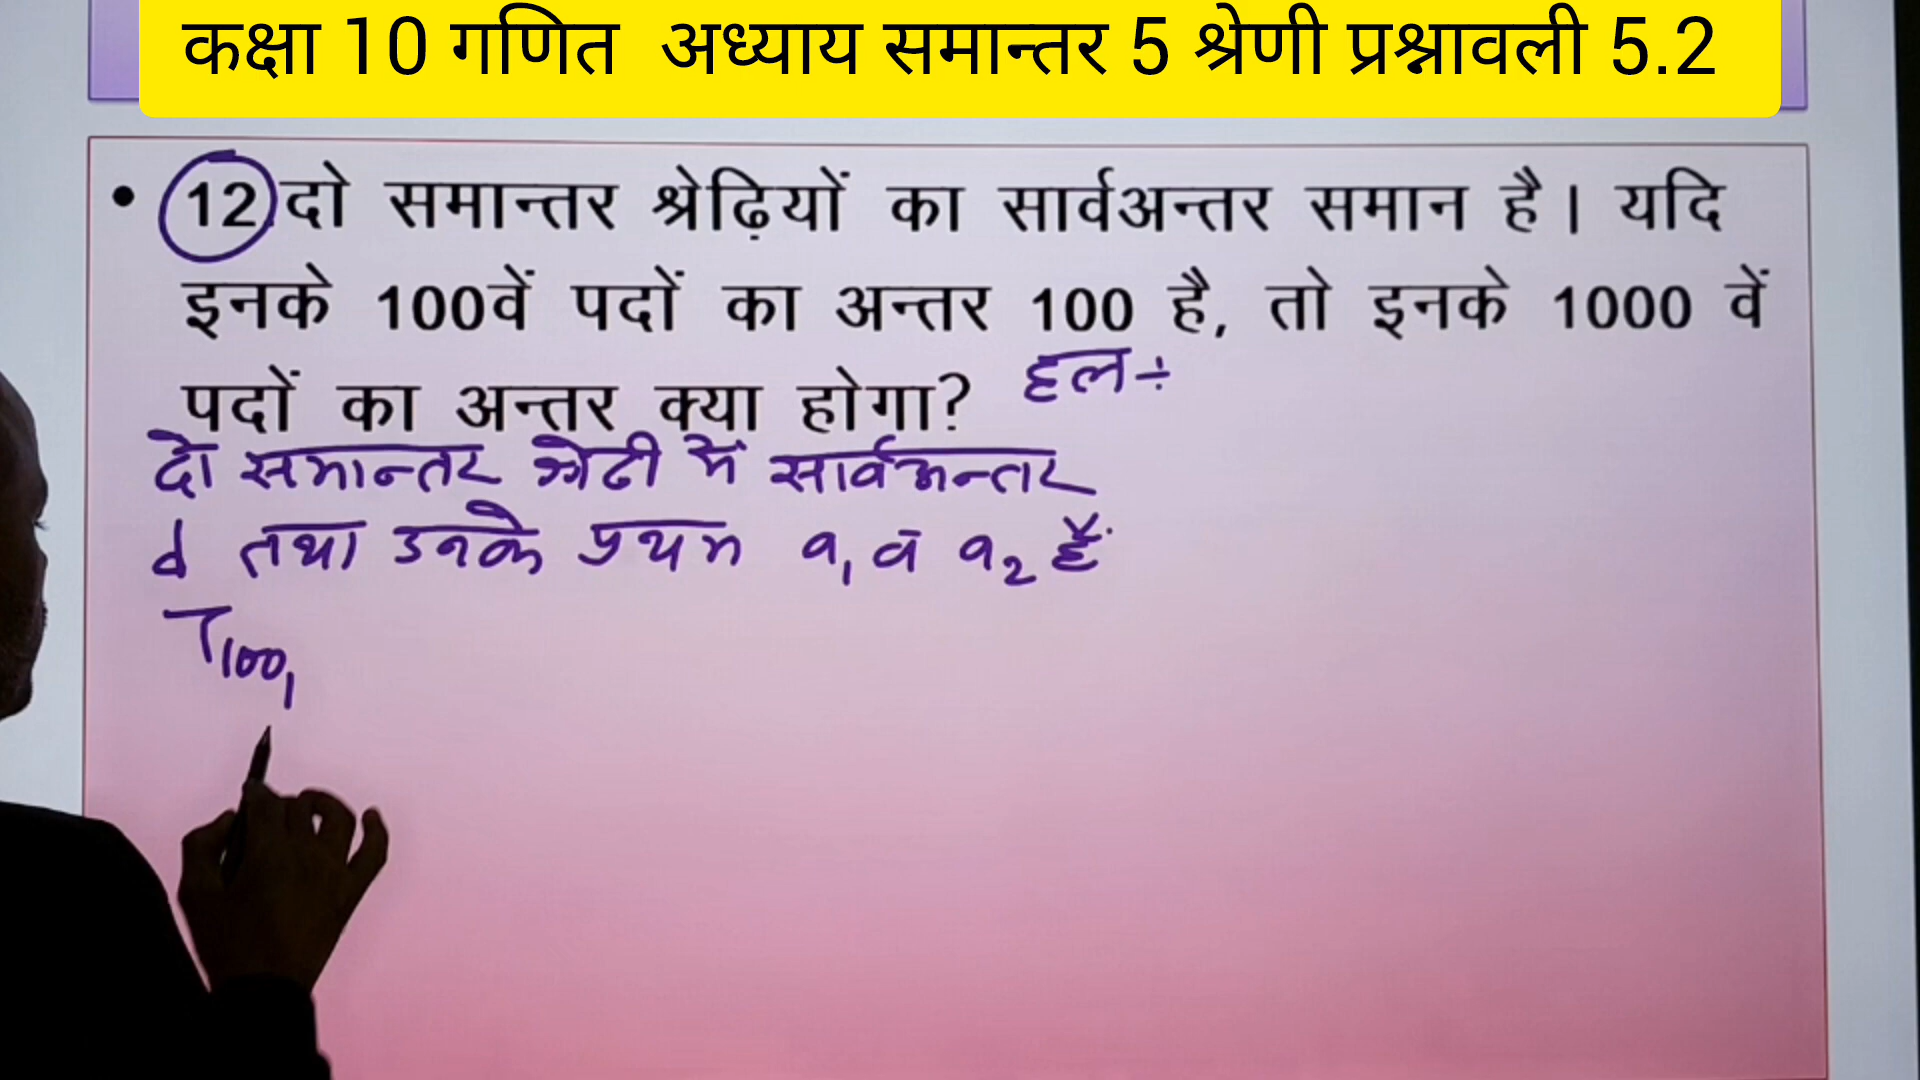 कक्षा 10 गणित अध्याय समान्तर 5 श्रेणी प्रश्नावली 5.2
• 12 दो समान्तर श्रेढ़ियों का सार्वअन्तर समान है। यदि
इनके 100वें पदों का अन्तर 100 है, तो इनके 1000 वें
पदों का अन्तर क्या होगा? हल÷
दो समान्तर श्रेढी में सार्वअन्तर
d तथा उनके प्रथम a₁ व a₂ हैं
T₁₀₀₁